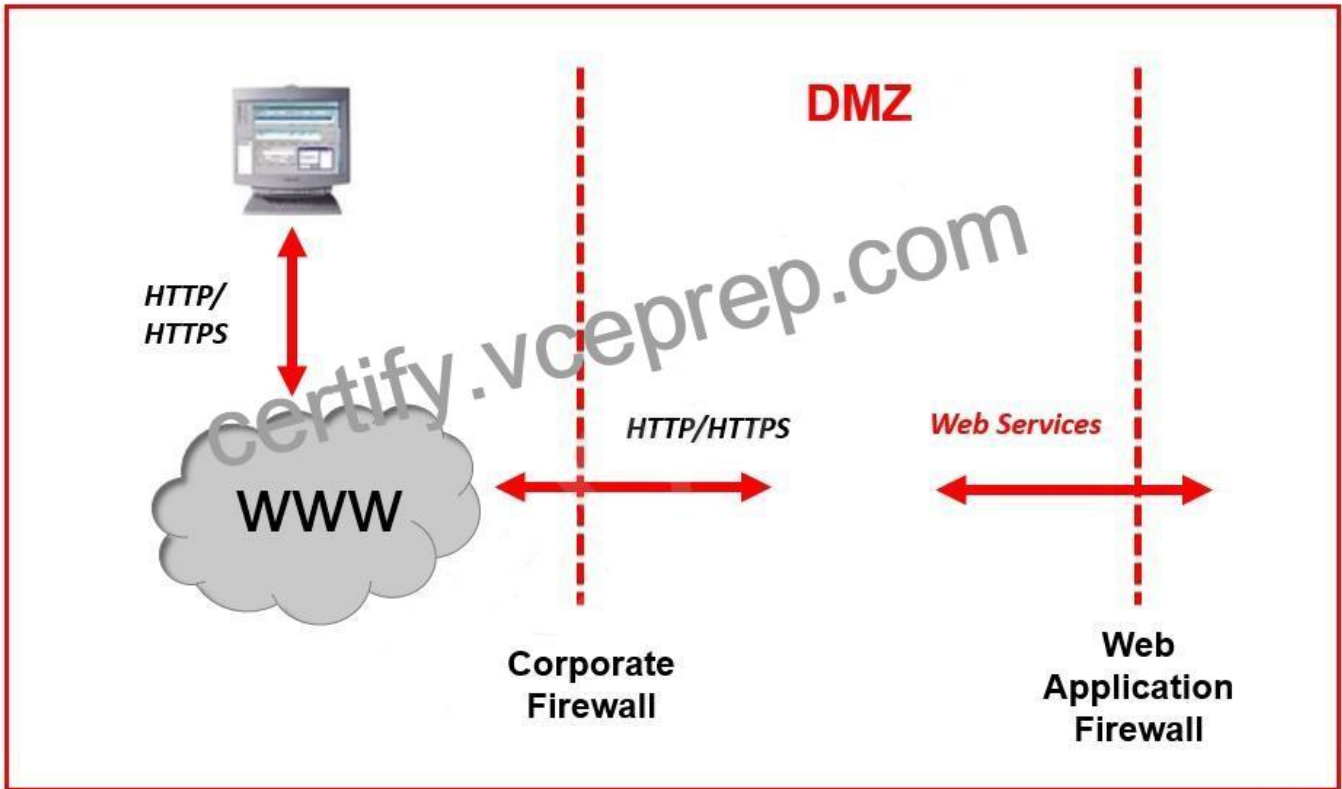 DMZ
HTTP/
HTTPS
certify.vceprep.com
HTTP/HTTPS
Web Services
WWW
Corporate
Firewall
Web
Application
Firewall